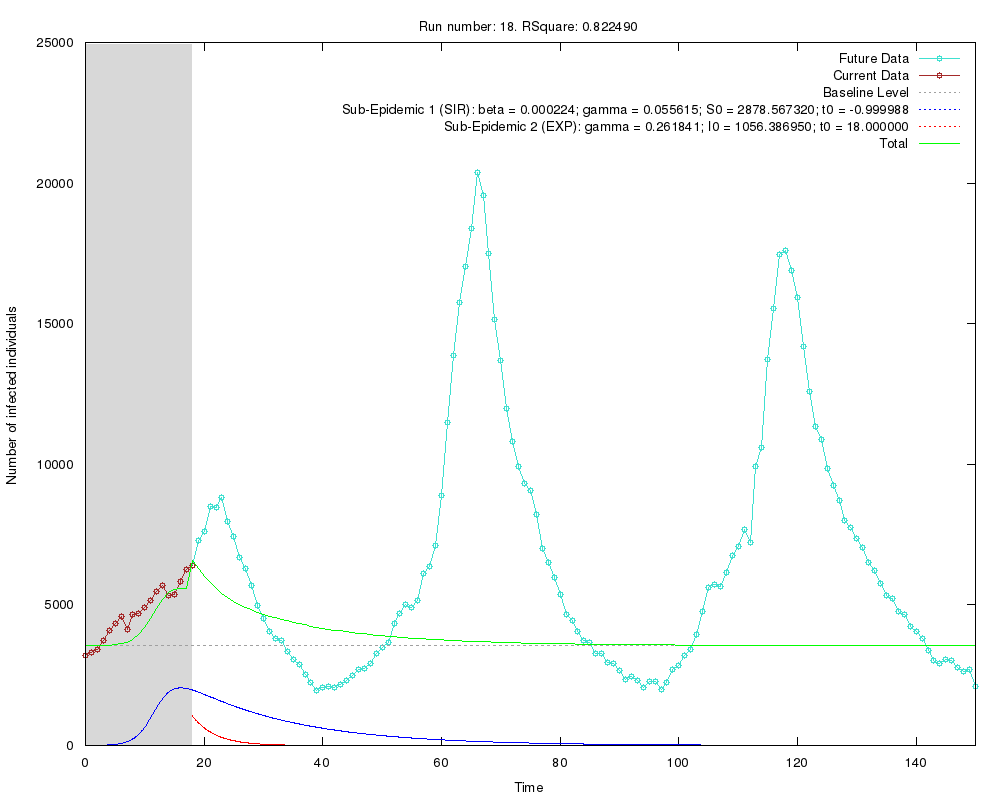 Run number: 18. RSquare: 0.822490
25000
20000
15000
10000
5000
0
Number of infected individuals
Future Data
Current Data
Baseline Level
Sub-Epidemic 1 (SIR): beta = 0.000224; gamma = 0.055615; S0 = 2878.567320; t0 = -0.999988
Sub-Epidemic 2 (EXP): gamma = 0.261841; I0 = 1056.386950; t0 = 18.000000
Total
0 20 40 60 80 100 120 140
Time